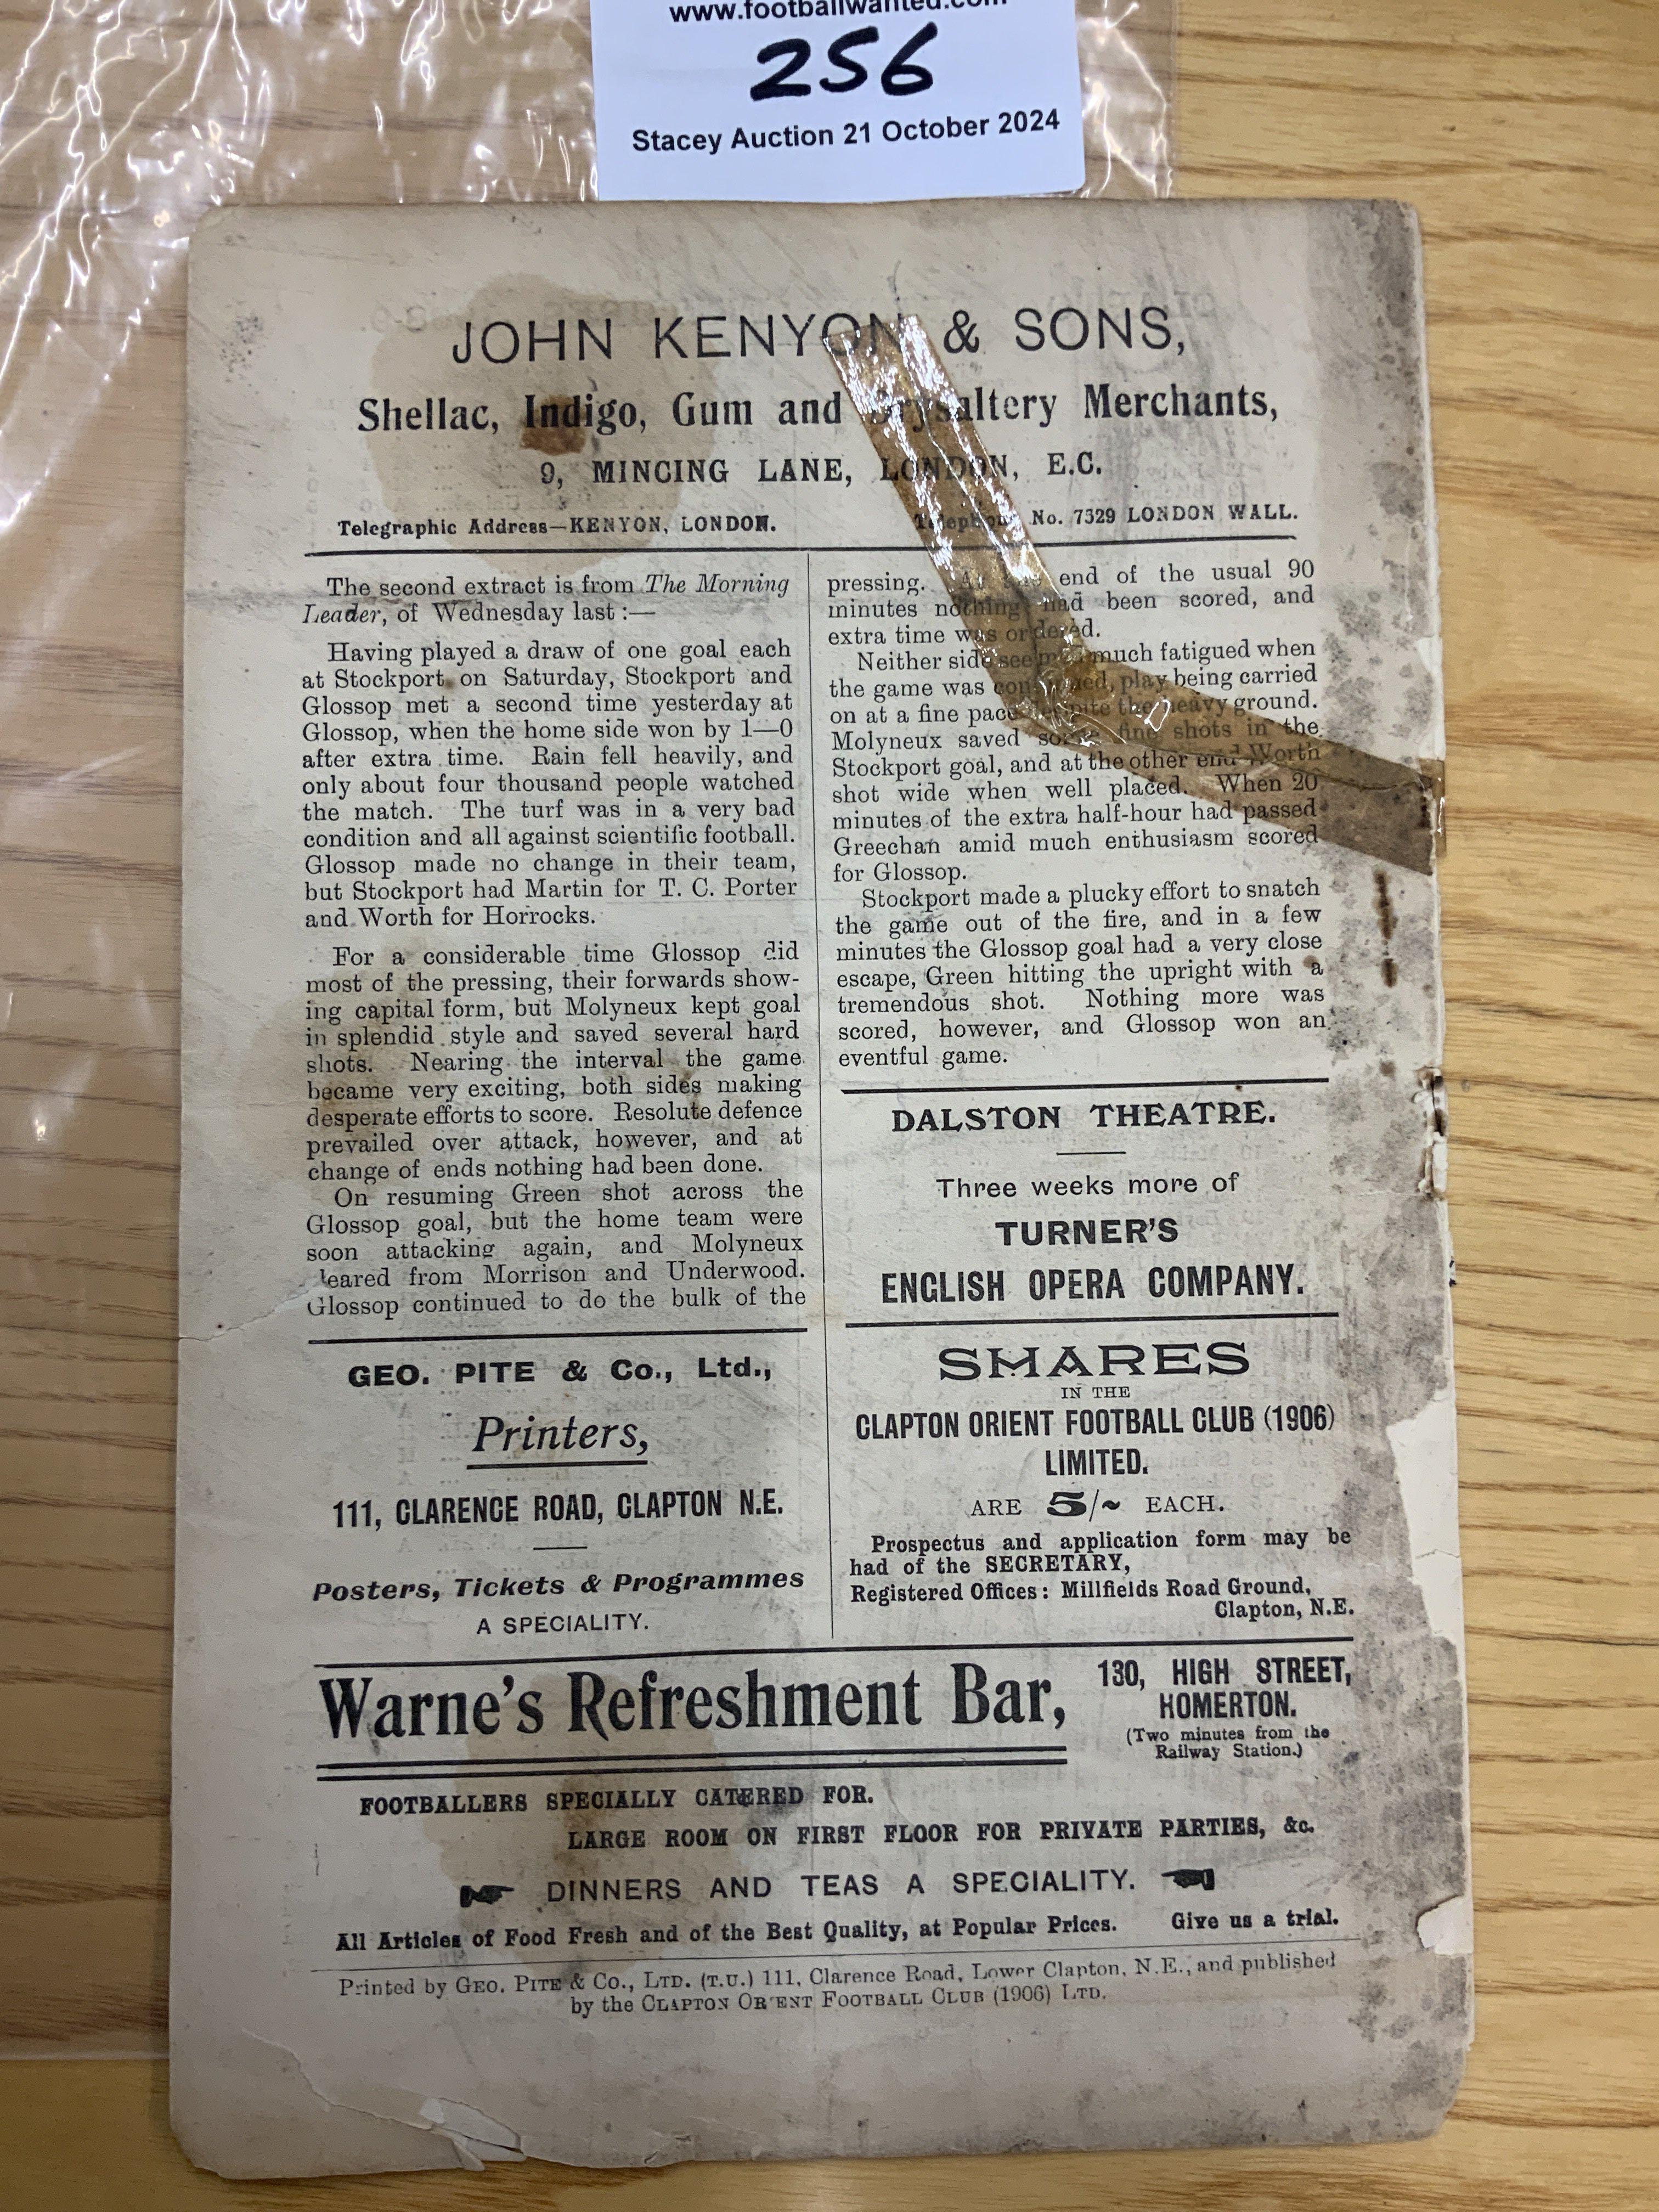 www.footballwanted.com
256
Stacey Auction 21 October 2024
JOHN KENYON & SONS,
Shellac, Indigo, Gum and Drysaltery Merchants,
9, MINCING LANE, LONDON, E.C.
Telegraphic Address—KENYON, LONDON.
Telephone No. 7329 LONDON WALL.
The second extract is from The Morning
Leader, of Wednesday last :—
Having played a draw of one goal each
at Stockport on Saturday, Stockport and
Glossop met a second time yesterday at
Glossop, when the home side won by 1—0
after extra time. Rain fell heavily, and
only about four thousand people watched
the match. The turf was in a very bad
condition and all against scientific football.
Glossop made no change in their team,
but Stockport had Martin for T. C. Porter
and Worth for Horrocks.
For a considerable time Glossop did
most of the pressing, their forwards show-
ing capital form, but Molyneux kept goal
in splendid style and saved several hard
shots. Nearing the interval the game
became very exciting, both sides making
desperate efforts to score. Resolute defence
prevailed over attack, however, and at
change of ends nothing had been done.
On resuming Green shot across the
Glossop goal, but the home team were
soon attacking again, and Molyneux
leared from Morrison and Underwood.
Glossop continued to do the bulk of the
GEO. PITE & Co., Ltd.,
Printers,
111, CLARENCE ROAD, CLAPTON N.E.
Posters, Tickets & Programmes
A SPECIALITY.
pressing. At the end of the usual 90
minutes nothing had been scored, and
extra time was ordered.
Neither side seemed much fatigued when
the game was continued, play being carried
on at a fine pace despite the heavy ground.
Molyneux saved some fine shots in the
Stockport goal, and at the other end Worth
shot wide when well placed. When 20
minutes of the extra half-hour had passed
Greechan amid much enthusiasm scored
for Glossop.
Stockport made a plucky effort to snatch
the game out of the fire, and in a few
minutes the Glossop goal had a very close
escape, Green hitting the upright with a
tremendous shot. Nothing more was
scored, however, and Glossop won an
eventful game.
DALSTON THEATRE.
Three weeks more of
TURNER'S
ENGLISH OPERA COMPANY.
SHARES
IN THE
CLAPTON ORIENT FOOTBALL CLUB (1906)
LIMITED.
ARE 5/~ EACH.
Prospectus and application form may be
had of the SECRETARY,
Registered Offices: Millfields Road Ground,
Clapton, N.E.
Warne's Refreshment Bar,
130, HIGH STREET,
HOMERTON.
(Two minutes from the
Railway Station.)
FOOTBALLERS SPECIALLY CATERED FOR.
LARGE ROOM ON FIRST FLOOR FOR PRIVATE PARTIES, &c.
DINNERS AND TEAS A SPECIALITY.
All Articles of Food Fresh and of the Best Quality, at Popular Prices. Give us a trial.
Printed by GEO. PITE & CO., LTD. (T.U.) 111, Clarence Road, Lower Clapton, N.E., and published
by the CLAPTON ORIENT FOOTBALL CLUB (1906) LTD.